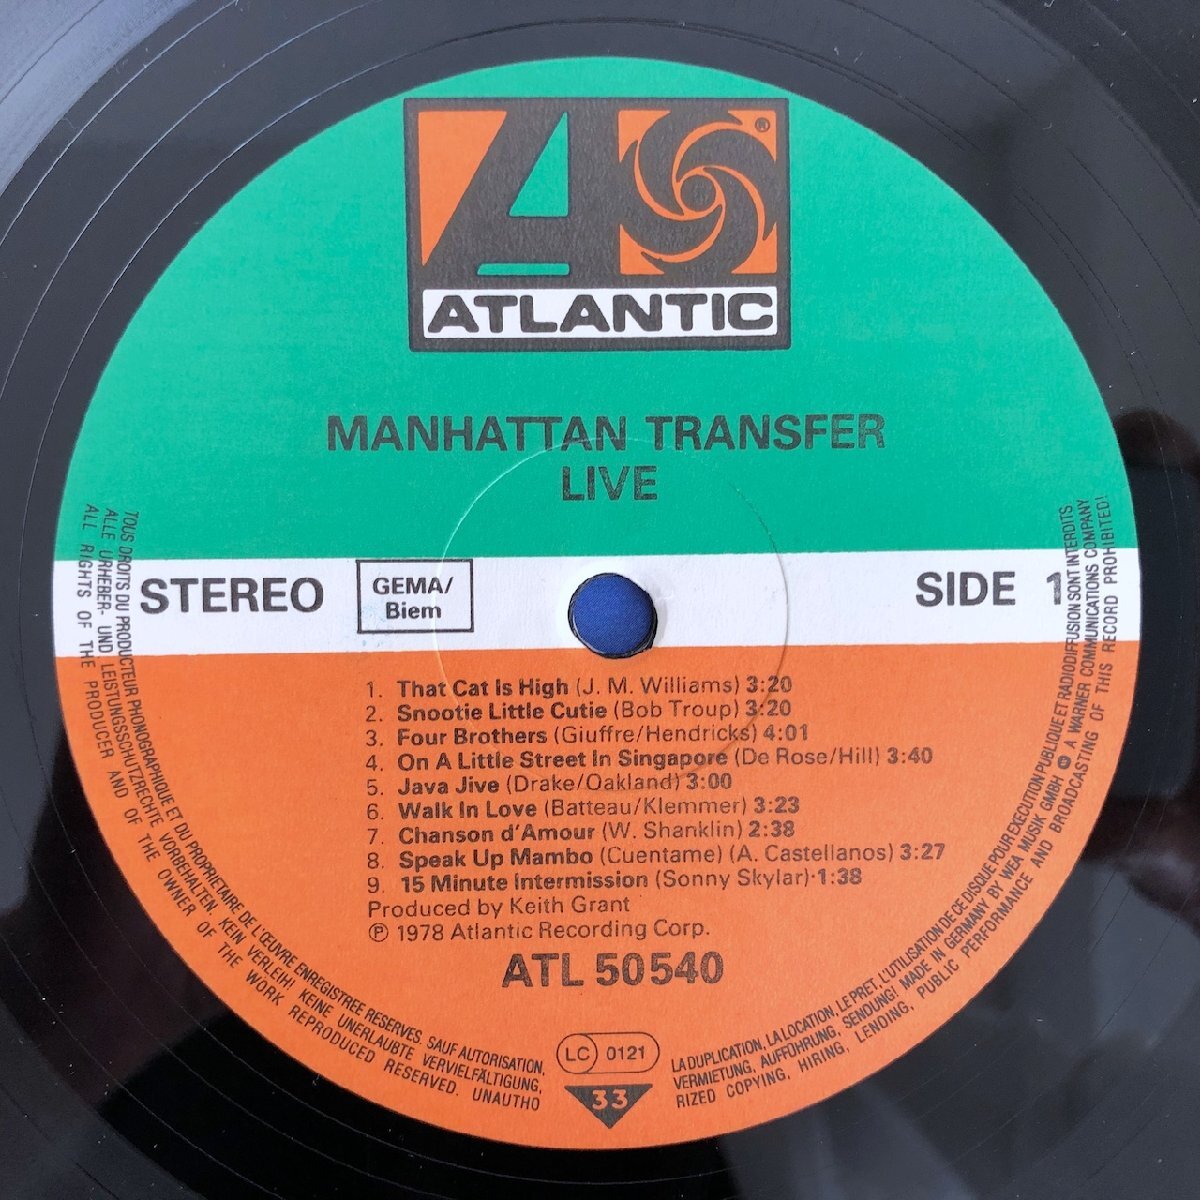 ®
ATLANTIC
MANHATTAN TRANSFER
LIVE
STEREO
GEMA/
Biem
SIDE 1
1. That Cat Is High (J. M. Williams) 3:20
2. Snootie Little Cutie (Bob Troup) 3:20
3. Four Brothers (Giuffre/Hendricks) 4:01
4. On A Little Street In Singapore (De Rose/Hill) 3:40
5. Java Jive (Drake/Oakland) 3:00
6. Walk In Love (Batteau/Klemmer) 3:23
7. Chanson d'Amour (W. Shanklin) 2:38
8. Speak Up Mambo (Cuentame) (A. Castellanos) 3:27
9. 15 Minute Intermission (Sonny Skylar)·1:38
Produced by Keith Grant
℗ 1978 Atlantic Recording Corp.
ATL 50540
LC 0121
33
TOUS DROITS DU PRODUCTEUR PHONOGRAPHIQUE ET DU PROPRIETAIRE DE L'ŒUVRE ENREGISTREE RESERVES. SAUF AUTORISATION, LA DUPLICATION, LA LOCATION, LE PRET, L'UTILISATION DE CE DISQUE POUR EXECUTION PUBLIQUE ET RADIODIFFUSION SONT INTERDITS
ALLE URHEBER- UND LEISTUNGSSCHUTZRECHTE VORBEHALTEN. KEIN VERLEIH! KEINE UNERLAUBTE VERVIELFÄLTIGUNG, VERMIETUNG, AUFFÜHRUNG, SENDUNG! MADE IN GERMANY BY WEA MUSIK GMBH A WARNER COMMUNICATIONS COMPANY
ALL RIGHTS OF THE PRODUCER AND OF THE OWNER OF THE WORK REPRODUCED RESERVED. UNAUTHORIZED COPYING, HIRING, LENDING, PUBLIC PERFORMANCE AND BROADCASTING OF THIS RECORD PROHIBITED!